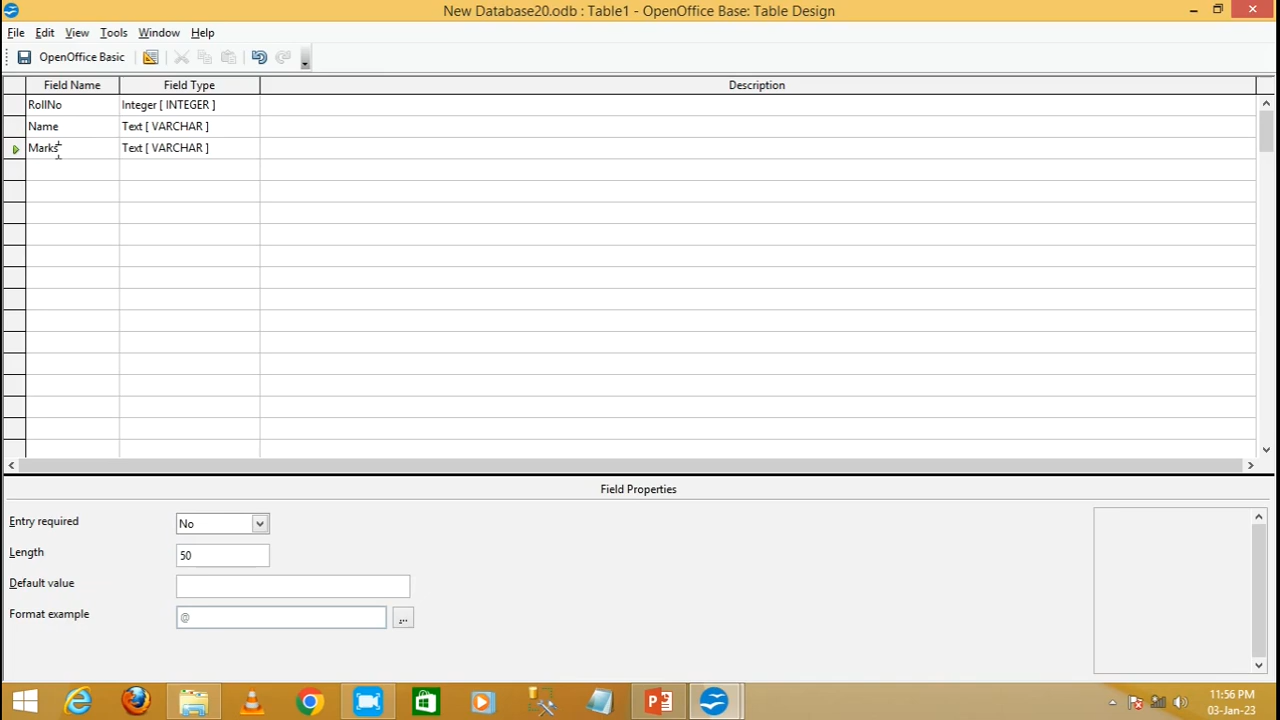 New Database20.odb : Table1 - OpenOffice Base: Table Design
File Edit View Tools Window Help
OpenOffice Basic
Field Name Field Type Description
RollNo Integer [ INTEGER ]
Name Text [ VARCHAR ]
Marks Text [ VARCHAR ]
Field Properties
Entry required No
Length 50
Default value
Format example @ ...
11:56 PM
03-Jan-23